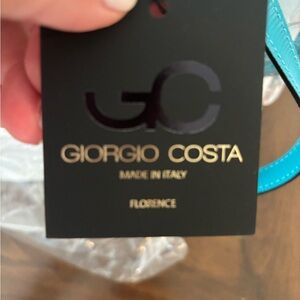 GC
GIORGIO COSTA
MADE IN ITALY
FLORENCE